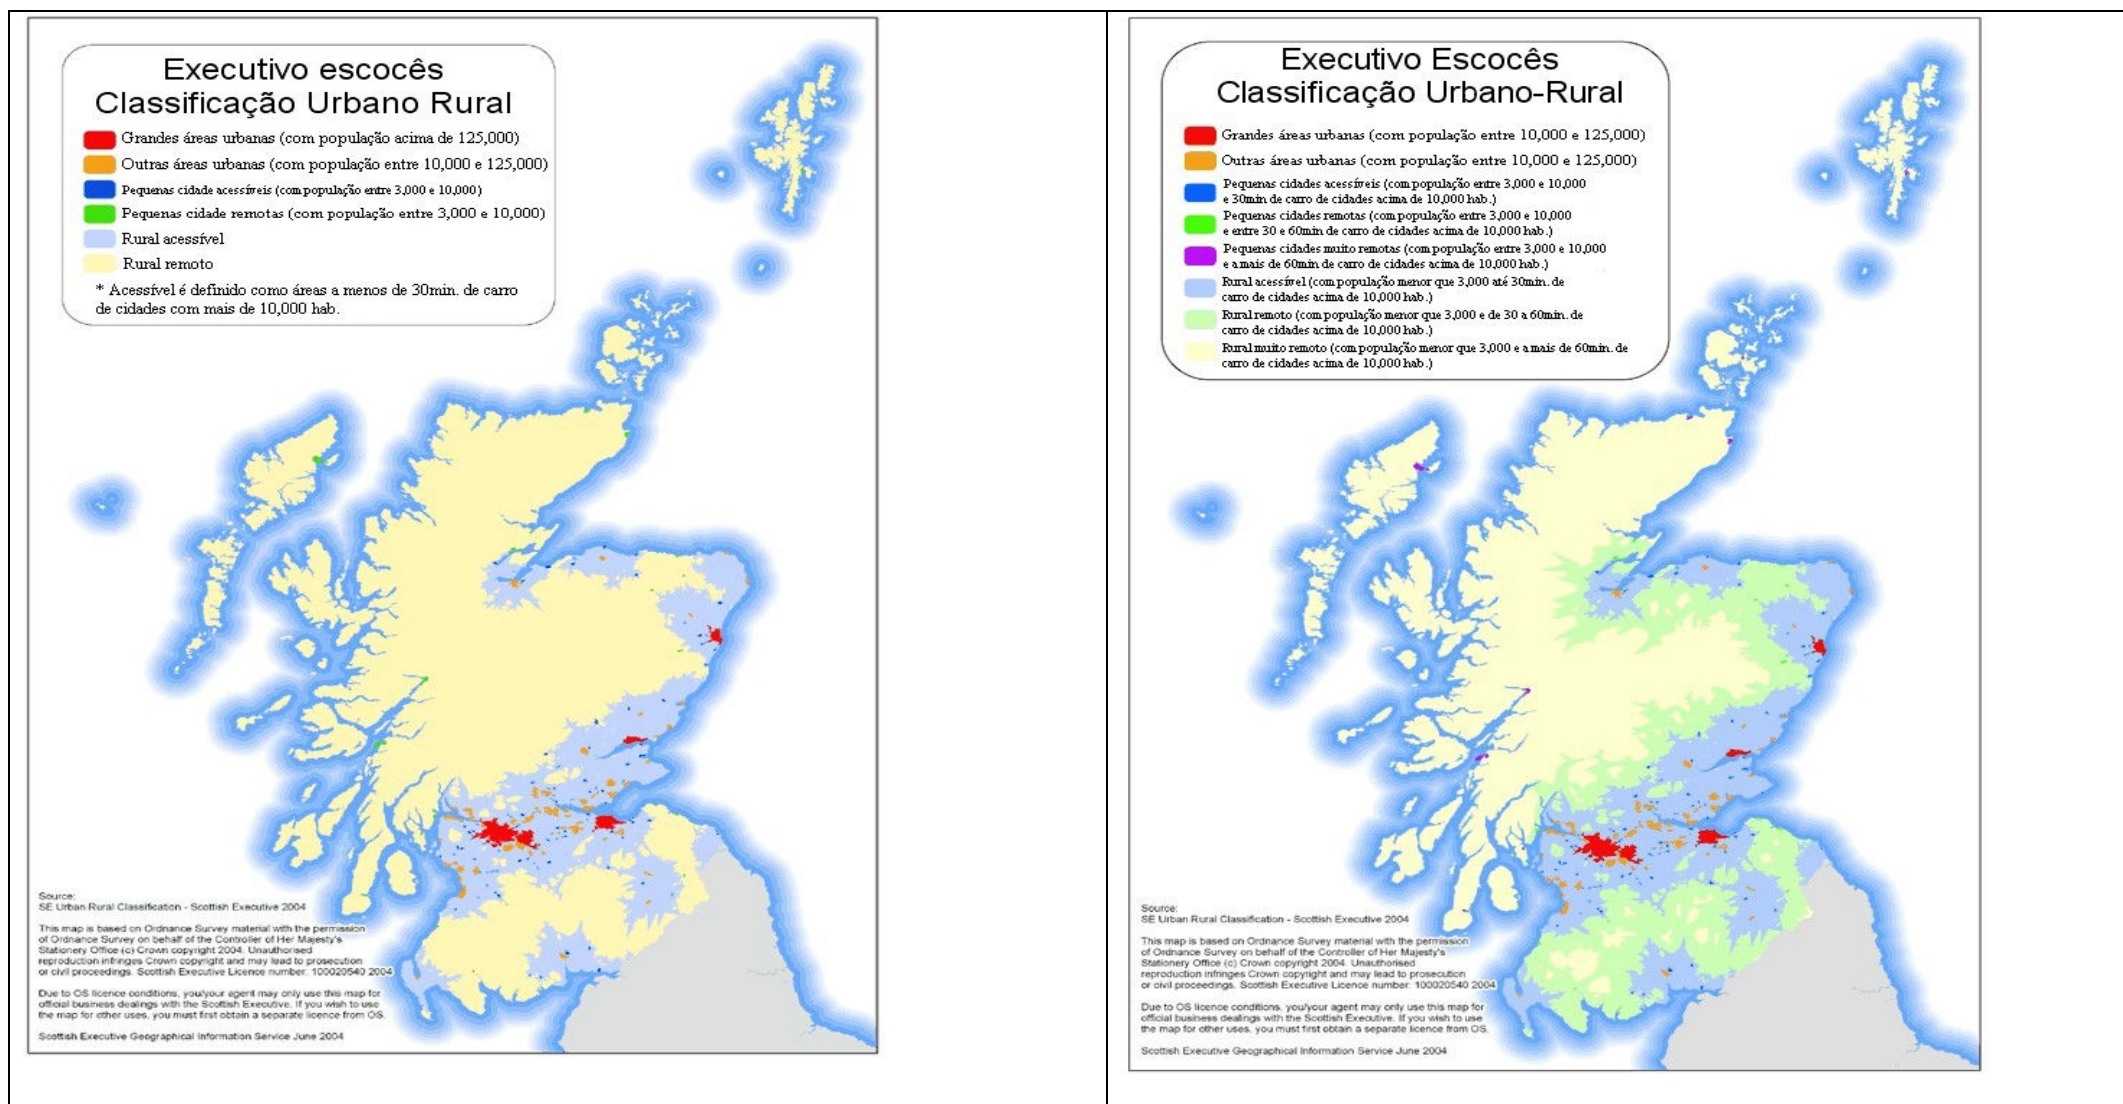 Executivo escocês
Classificação Urbano Rural
Grandes áreas urbanas (com população acima de 125,000)
Outras áreas urbanas (com população entre 10,000 e 125,000)
Pequenas cidade acessíveis (com população entre 3,000 e 10,000)
Pequenas cidade remotas (com população entre 3,000 e 10,000)
Rural acessível
Rural remoto
* Acessível é definido como áreas a menos de 30min. de carro
de cidades com mais de 10,000 hab.
Source:
SE Urban Rural Classification - Scottish Executive 2004
This map is based on Ordnance Survey material with the permission
of Ordnance Survey on behalf of the Controller of Her Majesty's
Stationery Office (c) Crown copyright 2004. Unauthorised
reproduction infringes Crown copyright and may lead to prosecution
or civil proceedings. Scottish Executive Licence number: 100020540 2004
Due to OS licence conditions, you/your agent may only use this map for
official business dealings with the Scottish Executive. If you wish to use
the map for other uses, you must first obtain a separate licence from OS.
Scottish Executive Geographical Information Service June 2004
Executivo Escocês
Classificação Urbano-Rural
Grandes áreas urbanas (com população entre 10,000 e 125,000)
Outras áreas urbanas (com população entre 10,000 e 125,000)
Pequenas cidades acessíveis (com população entre 3,000 e 10,000
e 30min de carro de cidades acima de 10,000 hab.)
Pequenas cidades remotas (com população entre 3,000 e 10,000
e entre 30 e 60min de carro de cidades acima de 10,000 hab.)
Pequenas cidades muito remotas (com população entre 3,000 e 10,000
e a mais de 60min de carro de cidades acima de 10,000 hab.)
Rural acessível (com população menor que 3,000 até 30min. de
carro de cidades acima de 10,000 hab.)
Rural remoto (com população menor que 3,000 e de 30 a 60min. de
carro de cidades acima de 10,000 hab.)
Rural muito remoto (com população menor que 3,000 e a mais de 60min. de
carro de cidades acima de 10,000 hab.)
Source:
SE Urban Rural Classification - Scottish Executive 2004
This map is based on Ordnance Survey material with the permission
of Ordnance Survey on behalf of the Controller of Her Majesty's
Stationery Office (c) Crown copyright 2004. Unauthorised
reproduction infringes Crown copyright and may lead to prosecution
or civil proceedings. Scottish Executive Licence number: 100020540 2004
Due to OS licence conditions, you/your agent may only use this map for
official business dealings with the Scottish Executive. If you wish to use
the map for other uses, you must first obtain a separate licence from OS.
Scottish Executive Geographical Information Service June 2004